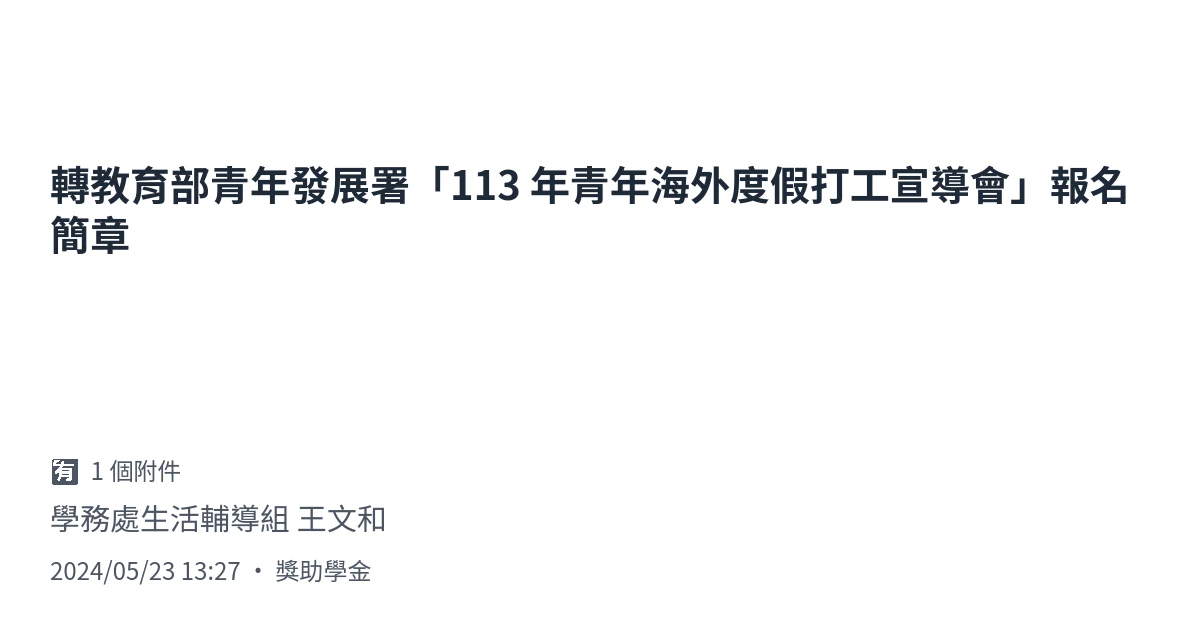 轉教育部青年發展署「113 年青年海外度假打工宣導會」報名
簡章
有 1 個附件
學務處生活輔導組 王文和
2024/05/23 13:27 • 獎助學金